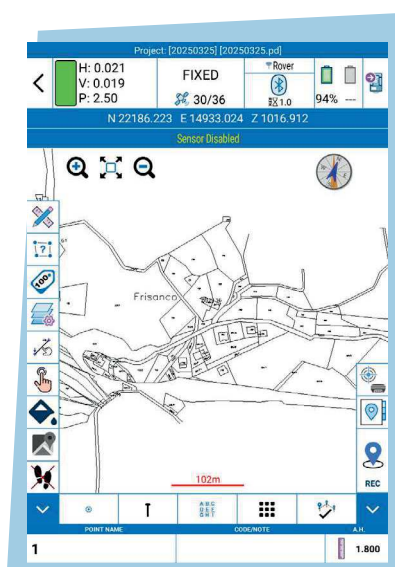 Project: [20250325] [20250325.pd]
H: 0.021
V: 0.019
P: 2.50
FIXED
30/36
Rover
1.0
94%
---
N 22186.223 E 14933.024 Z 1016.912
Sensor Disabled
?
100
Frisanco
REC
102m
A B C
D E F
G H I
POINT NAME
CODE/NOTE
A.H.
1
1.800